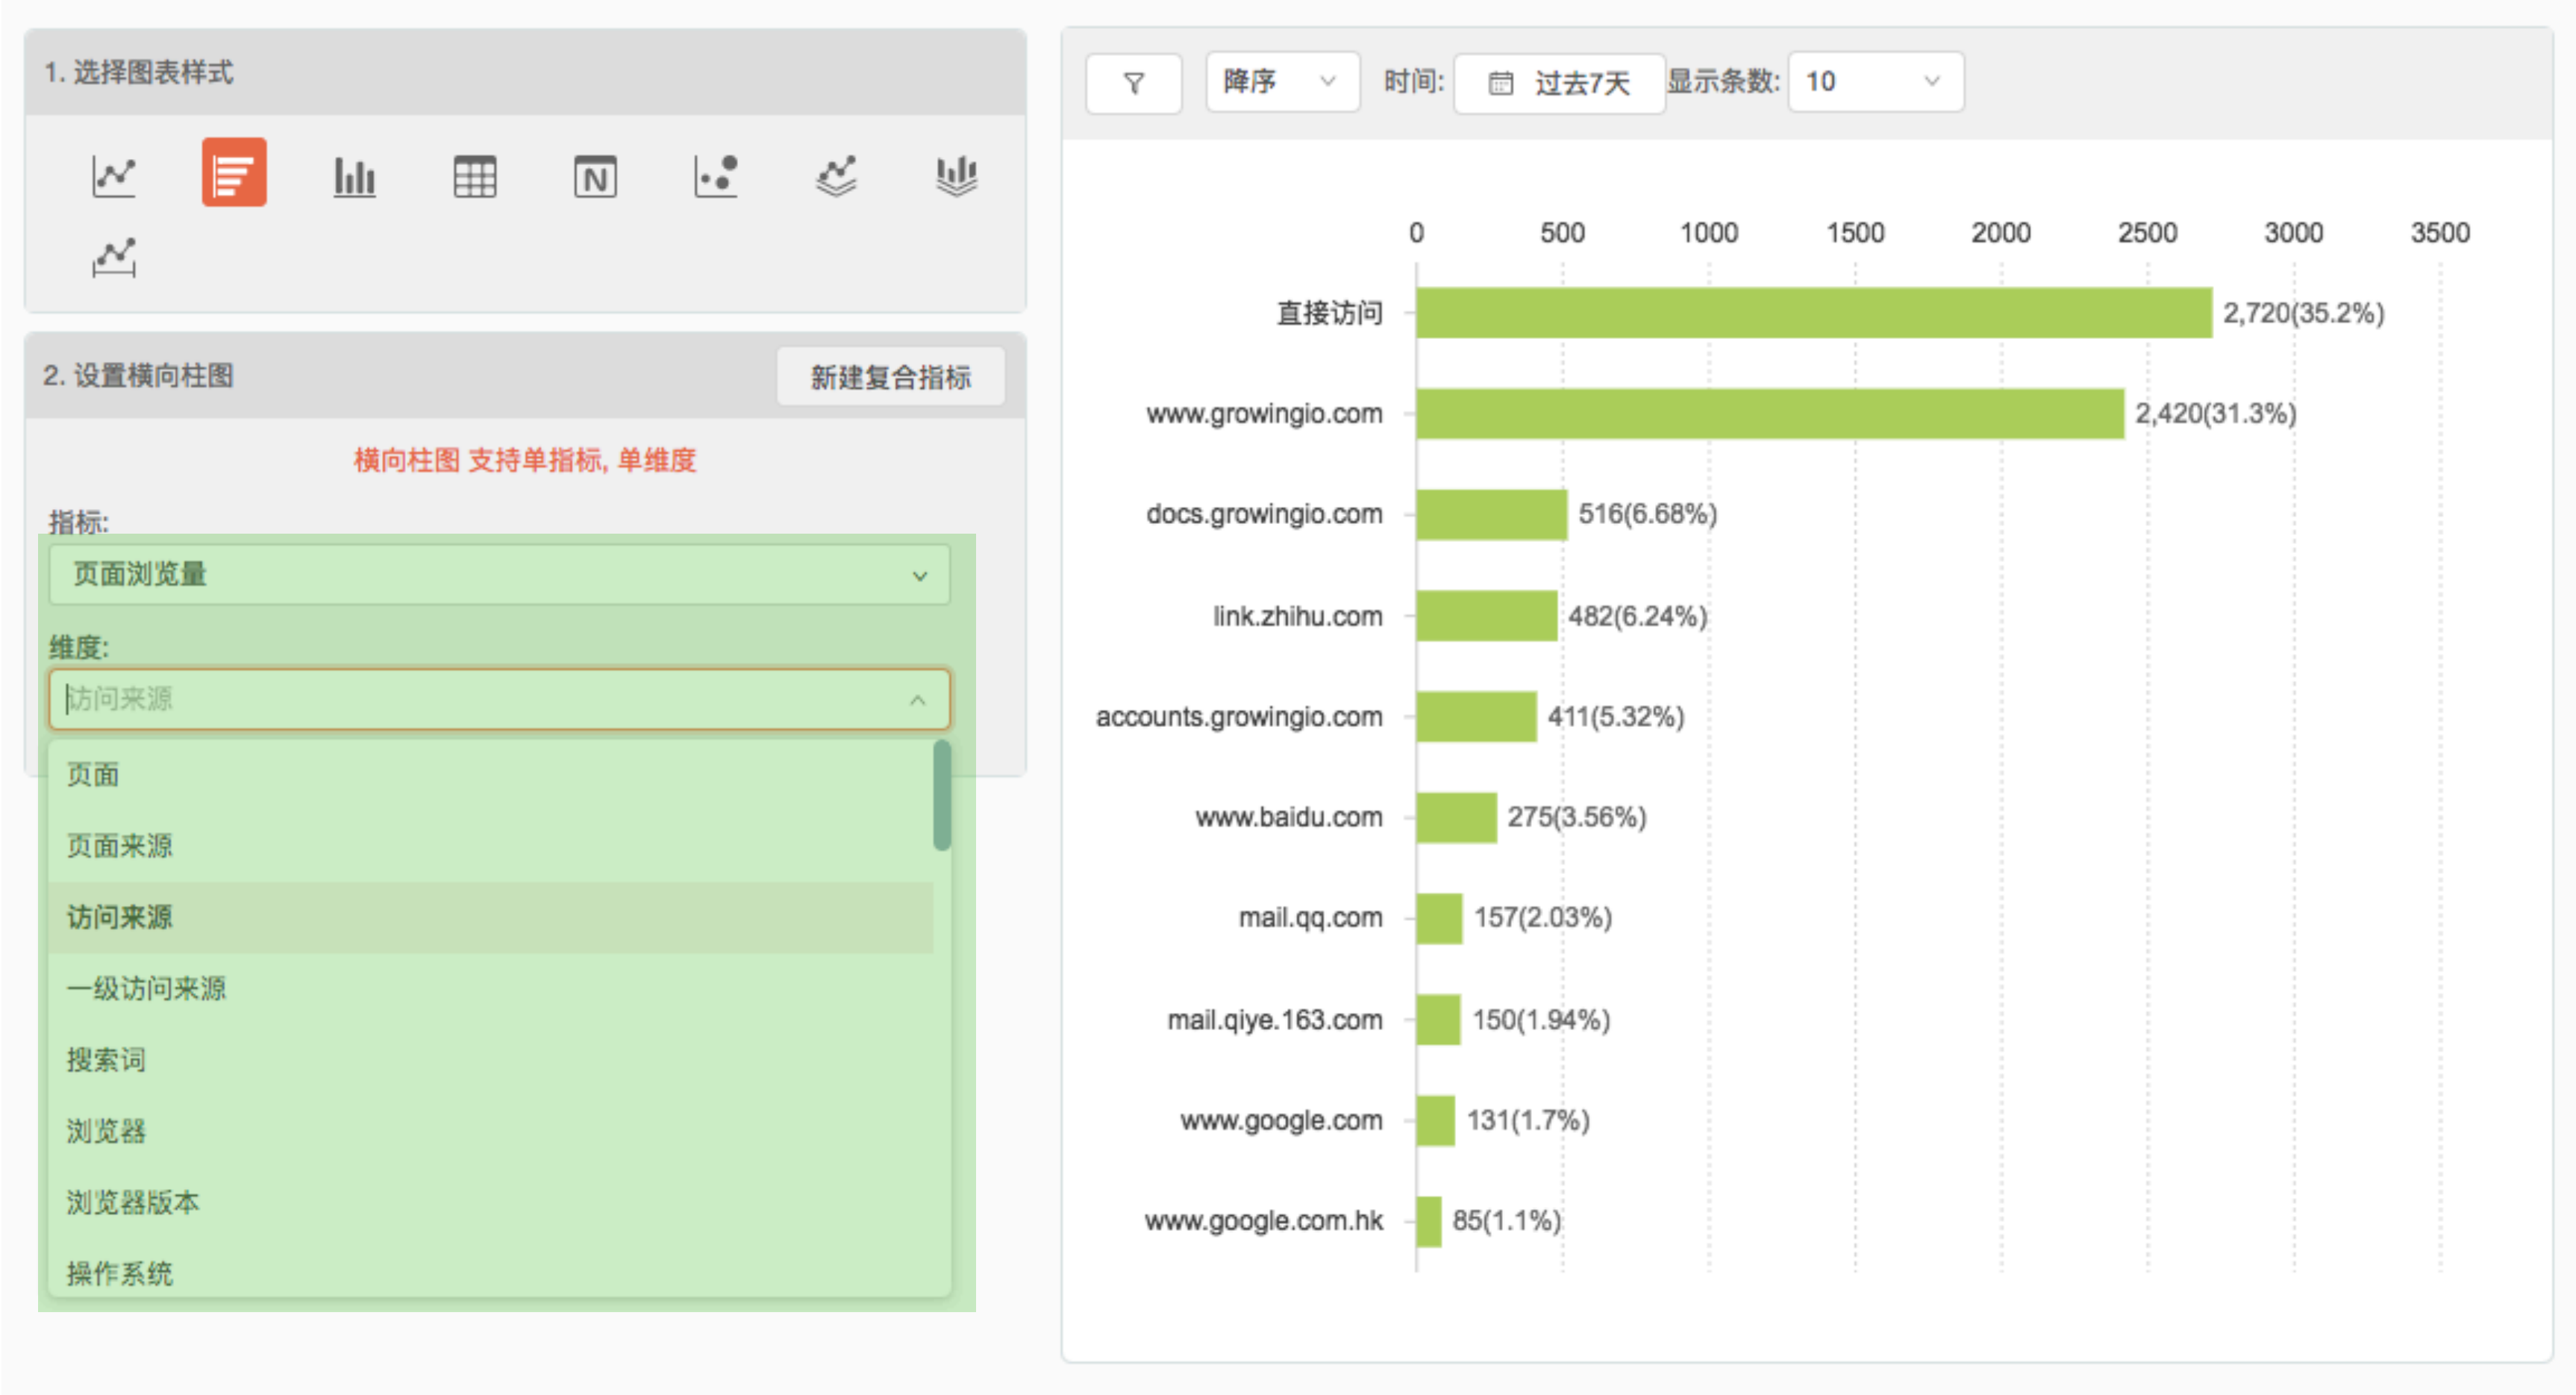 1. 选择图表样式
N
2. 设置横向柱图
新建复合指标
横向柱图 支持单指标, 单维度
指标:
页面浏览量
维度:
访问来源
页面
页面来源
访问来源
一级访问来源
搜索词
浏览器
浏览器版本
操作系统
降序 时间: 过去7天 显示条数: 10
0 500 1000 1500 2000 2500 3000 3500
直接访问 2,720(35.2%)
www.growingio.com 2,420(31.3%)
docs.growingio.com 516(6.68%)
link.zhihu.com 482(6.24%)
accounts.growingio.com 411(5.32%)
www.baidu.com 275(3.56%)
mail.qq.com 157(2.03%)
mail.qiye.163.com 150(1.94%)
www.google.com 131(1.7%)
www.google.com.hk 85(1.1%)